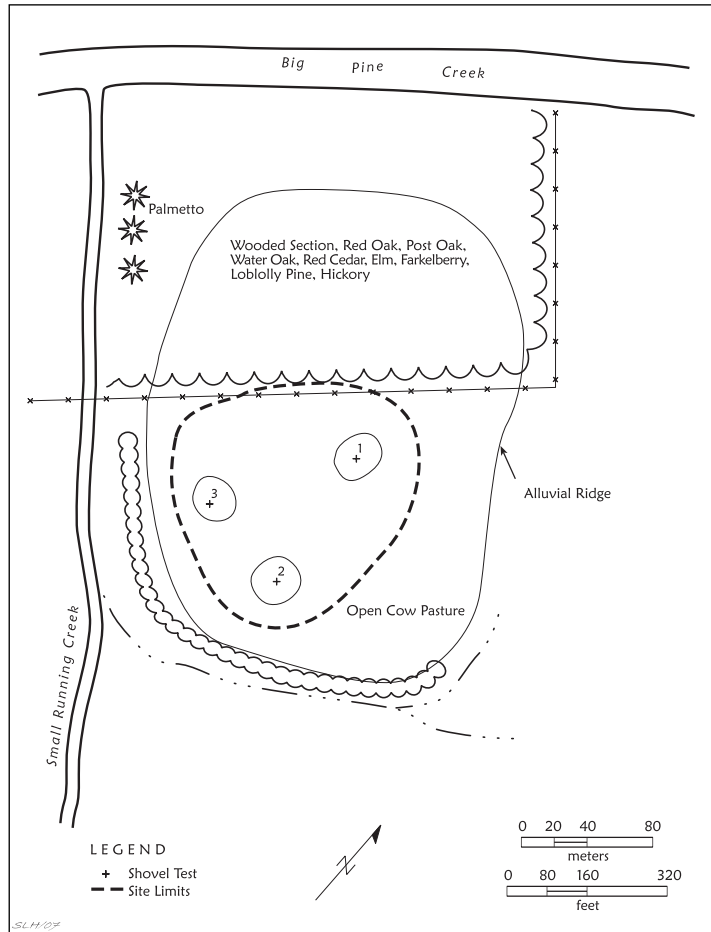 Big Pine Creek
Palmetto
Wooded Section, Red Oak, Post Oak,
Water Oak, Red Cedar, Elm, Farkelberry,
Loblolly Pine, Hickory
1
3
Alluvial Ridge
2
Open Cow Pasture
Small Running Creek
LEGEND
+ Shovel Test
Site Limits
N
0 20 40 80
meters
0 80 160 320
feet
SLH/07